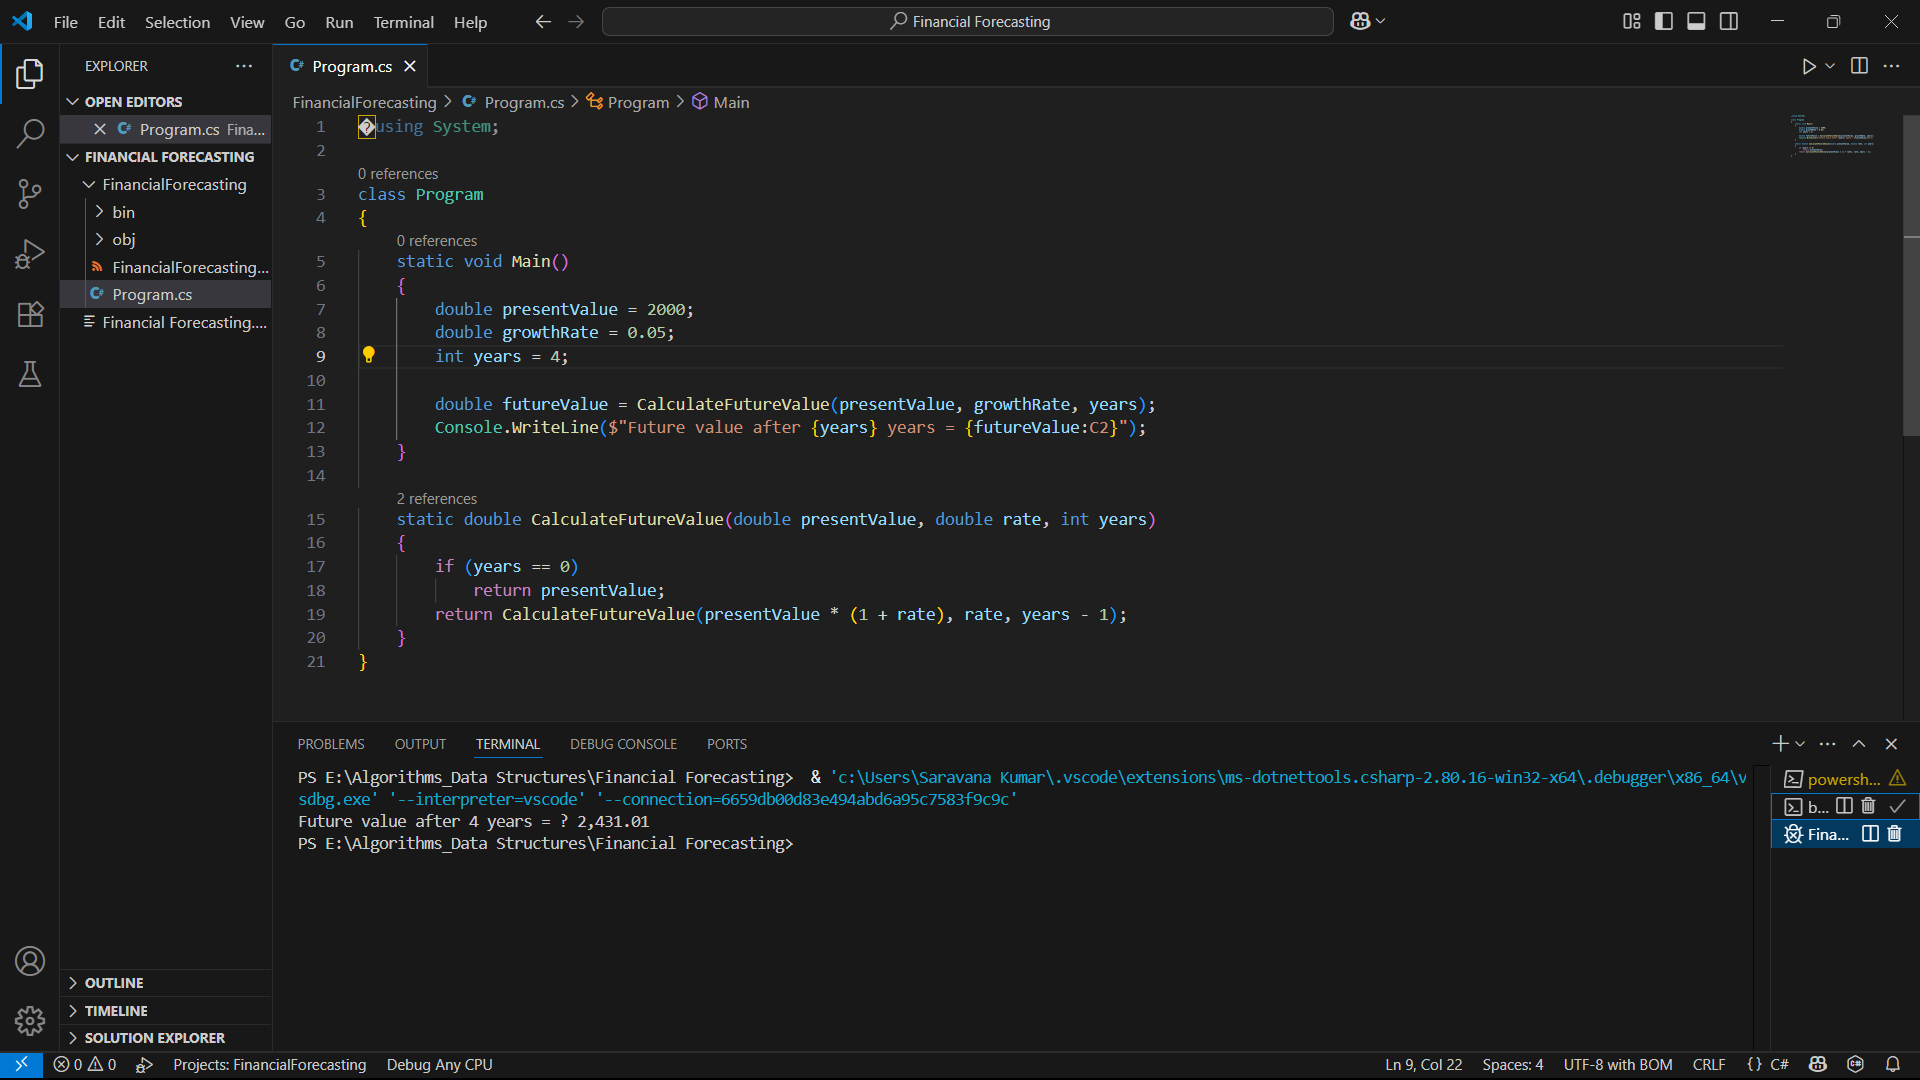 File Edit Selection View Go Run Terminal Help
Financial Forecasting
EXPLORER
OPEN EDITORS
Program.cs Fina...
FINANCIAL FORECASTING
FinancialForecasting
bin
obj
FinancialForecasting...
Program.cs
Financial Forecasting....
OUTLINE
TIMELINE
SOLUTION EXPLORER
Program.cs
FinancialForecasting > Program.cs > Program > Main
1 �using System;
2
0 references
3 class Program
4 {
0 references
5 static void Main()
6 {
7 double presentValue = 2000;
8 double growthRate = 0.05;
9 int years = 4;
10
11 double futureValue = CalculateFutureValue(presentValue, growthRate, years);
12 Console.WriteLine($"Future value after {years} years = {futureValue:C2}");
13 }
14
2 references
15 static double CalculateFutureValue(double presentValue, double rate, int years)
16 {
17 if (years == 0)
18 return presentValue;
19 return CalculateFutureValue(presentValue * (1 + rate), rate, years - 1);
20 }
21 }
PROBLEMS OUTPUT TERMINAL DEBUG CONSOLE PORTS
PS E:\Algorithms_Data Structures\Financial Forecasting> & 'c:\Users\Saravana Kumar\.vscode\extensions\ms-dotnettools.csharp-2.80.16-win32-x64\.debugger\x86_64\v
sdbg.exe' '--interpreter=vscode' '--connection=6659db00d83e494abd6a95c7583f9c9c'
Future value after 4 years = ? 2,431.01
PS E:\Algorithms_Data Structures\Financial Forecasting>
powersh...
b...
Fina...
0 0 Projects: FinancialForecasting Debug Any CPU
Ln 9, Col 22 Spaces: 4 UTF-8 with BOM CRLF {} C#